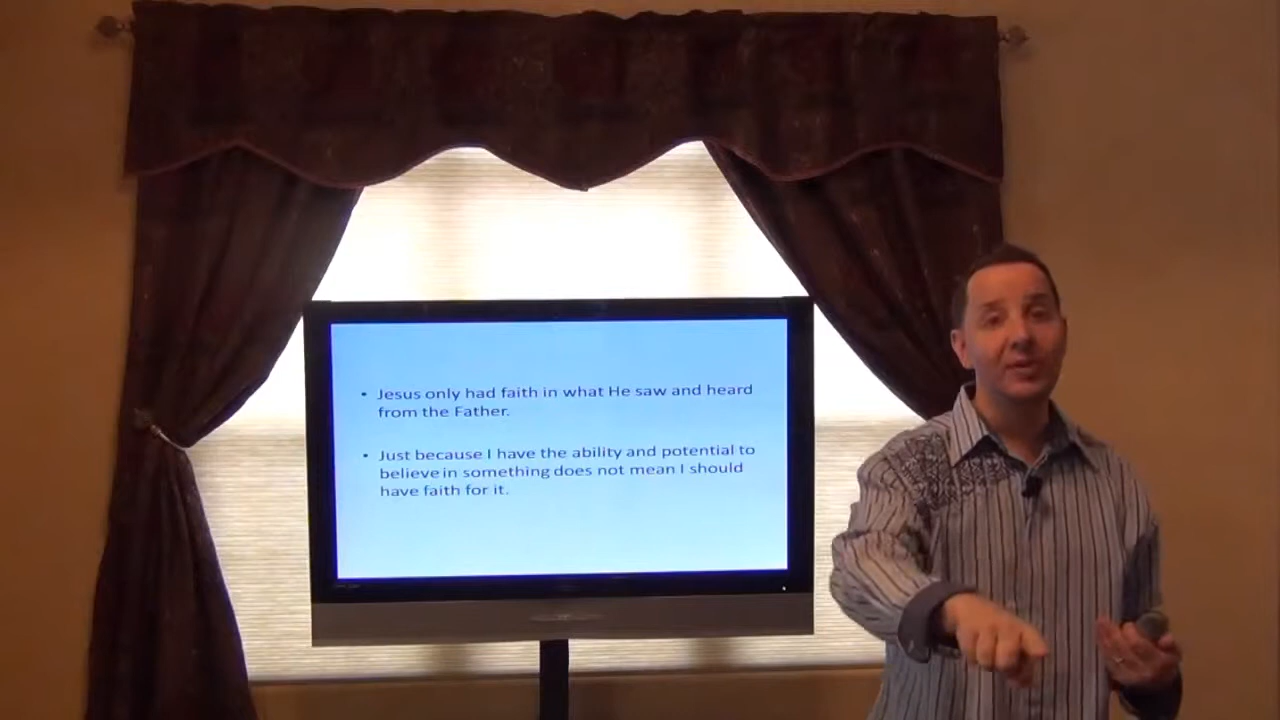 • Jesus only had faith in what He saw and heard
from the Father.
• Just because I have the ability and potential to
believe in something does not mean I should
have faith for it.